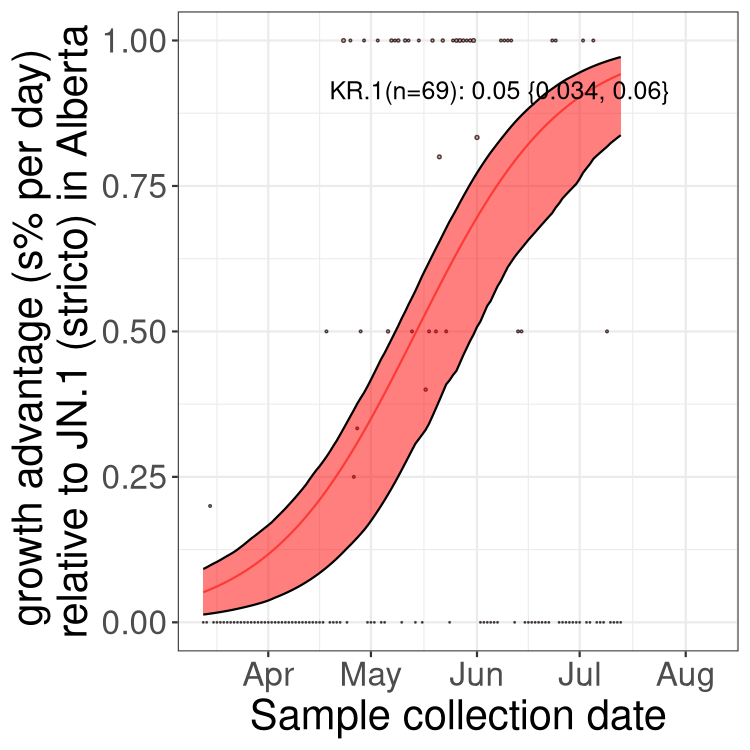 growth advantage (s% per day)
relative to JN.1 (stricto) in Alberta
1.00
0.75
0.50
0.25
0.00
KR.1(n=69): 0.05 {0.034, 0.06}
Apr May Jun Jul Aug
Sample collection date